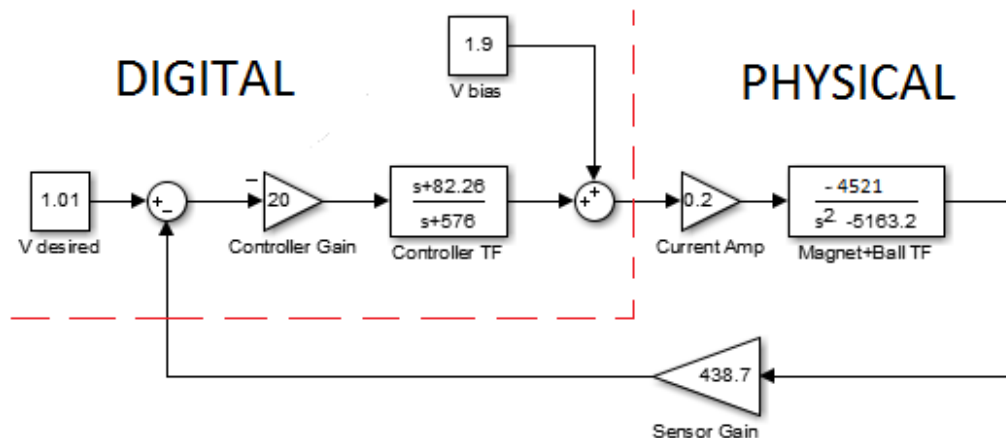 DIGITAL
PHYSICAL
1.9
V bias
1.01
V desired
+
−
−
20
Controller Gain
s+82.26
s+576
Controller TF
+
+
0.2
Current Amp
- 4521
s² -5163.2
Magnet+Ball TF
438.7
Sensor Gain